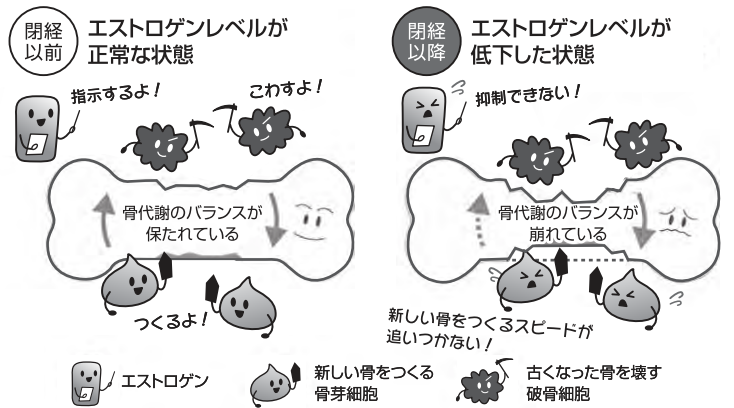 閉経
以前
エストロゲンレベルが
正常な状態
指示するよ!
こわすよ!
骨代謝のバランスが
保たれている
つくるよ!
閉経
以降
エストロゲンレベルが
低下した状態
抑制できない!
骨代謝のバランスが
崩れている
新しい骨をつくるスピードが
追いつかない!
エストロゲン
新しい骨をつくる
骨芽細胞
古くなった骨を壊す
破骨細胞